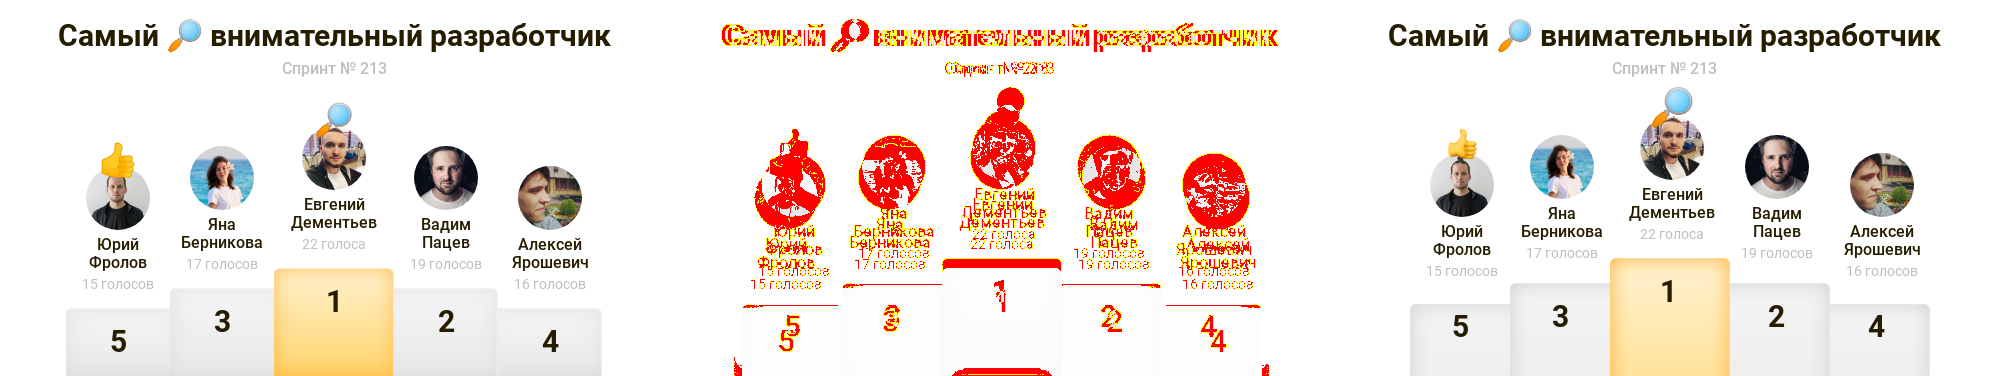 Самый 🔎 внимательный разработчик
Спринт № 213
Евгений
Дементьев
22 голоса
Яна
Берникова
17 голосов
Вадим
Пацев
19 голосов
Юрий
Фролов
15 голосов
Алексей
Ярошевич
16 голосов
1
3
2
5
4
Самый внимательный разработчик
Евгений
Дементьев
22 голоса
Яна
Берникова
17 голосов
Вадим
Пацев
19 голосов
Юрий
Фролов
15 голосов
Алексей
Ярошевич
16 голосов
1
3
2
5
4
Самый 🔎 внимательный разработчик
Спринт № 213
Евгений
Дементьев
22 голоса
Яна
Берникова
17 голосов
Вадим
Пацев
19 голосов
Юрий
Фролов
15 голосов
Алексей
Ярошевич
16 голосов
1
3
2
5
4